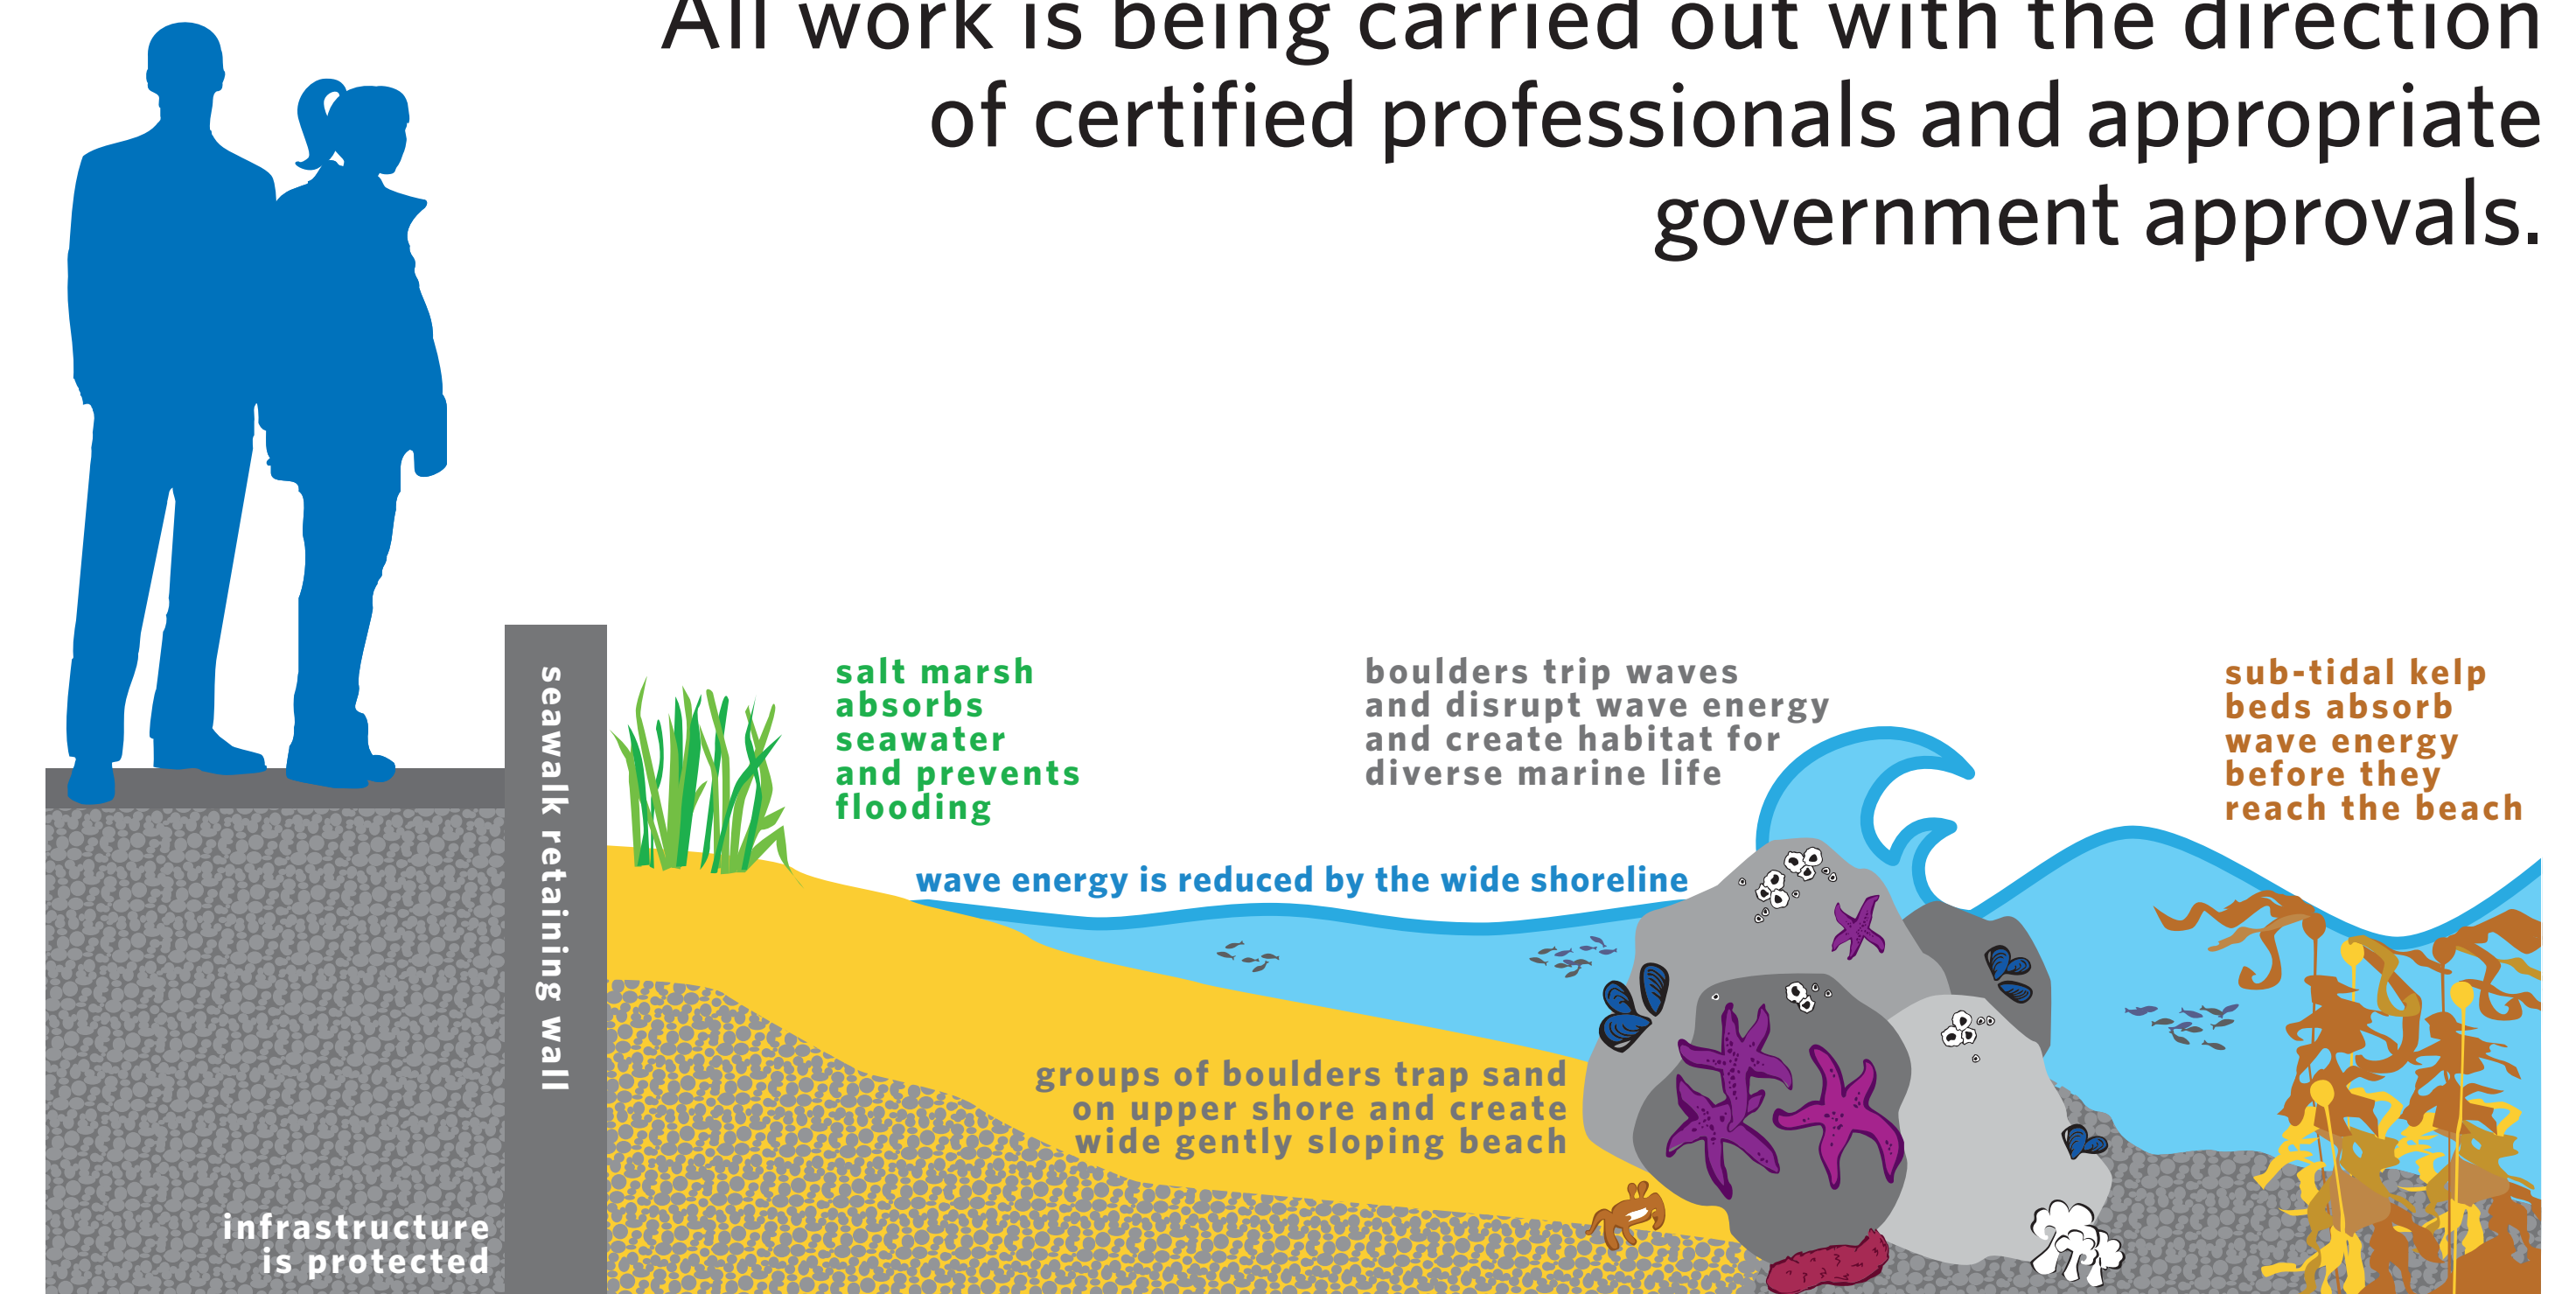 All work is being carried out with the direction
of certified professionals and appropriate
government approvals.
seawalk retaining wall
salt marsh
absorbs
seawater
and prevents
flooding
boulders trip waves
and disrupt wave energy
and create habitat for
diverse marine life
sub-tidal kelp
beds absorb
wave energy
before they
reach the beach
wave energy is reduced by the wide shoreline
groups of boulders trap sand
on upper shore and create
wide gently sloping beach
infrastructure
is protected